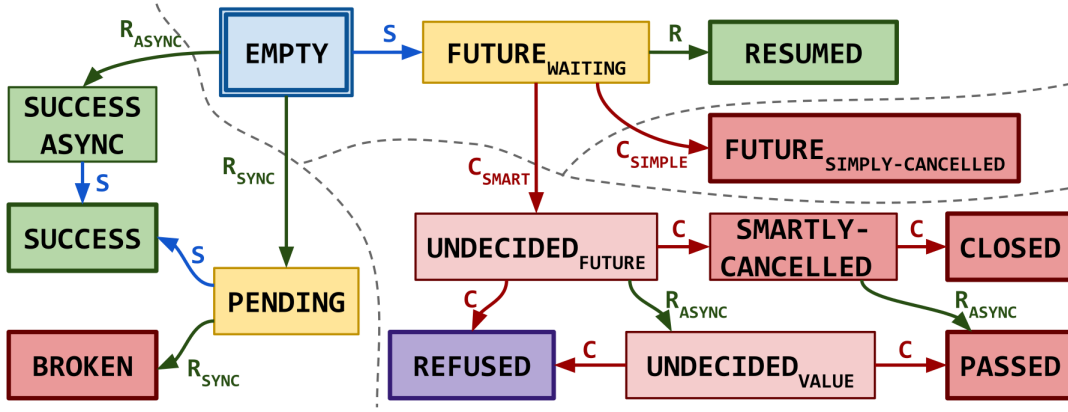 R_ASYNC
EMPTY
S
FUTURE_WAITING
R
RESUMED
SUCCESS
ASYNC
R_SYNC
C_SMART
C_SIMPLE
FUTURE_SIMPLY-CANCELLED
S
SUCCESS
S
PENDING
UNDECIDED_FUTURE
C
SMARTLY-
CANCELLED
C
CLOSED
C
R_ASYNC
R_ASYNC
BROKEN
R_SYNC
REFUSED
C
UNDECIDED_VALUE
C
PASSED